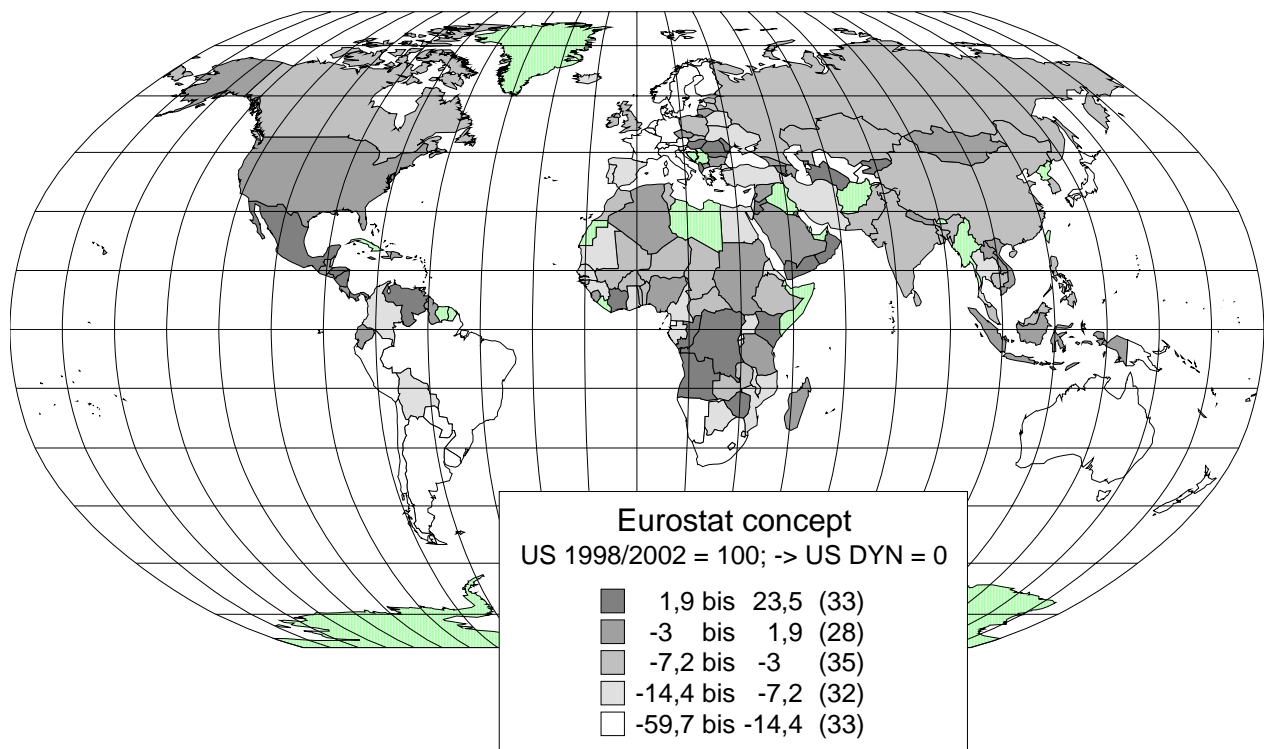 Eurostat concept
US 1998/2002 = 100; -> US DYN = 0
1,9 bis 23,5 (33)
-3 bis 1,9 (28)
-7,2 bis -3 (35)
-14,4 bis -7,2 (32)
-59,7 bis -14,4 (33)